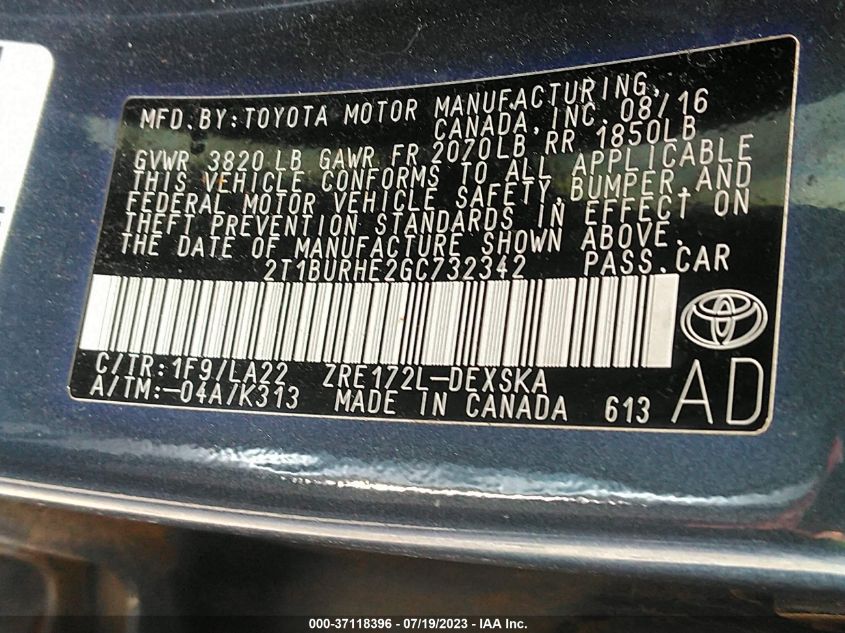 MFD.BY:TOYOTA MOTOR MANUFACTURING,
CANADA, INC. 08/16
GVWR 3820 LB GAWR FR 2070LB RR 1850LB
THIS VEHICLE CONFORMS TO ALL APPLICABLE
FEDERAL MOTOR VEHICLE SAFETY, BUMPER, AND
THEFT PREVENTION STANDARDS IN EFFECT ON
THE DATE OF MANUFACTURE SHOWN ABOVE.
2T1BURHE2GC732342 PASS.CAR
C/TR:1F9/LA22 ZRE172L-DEXSKA
A/TM:-04A/K313 MADE IN CANADA 613 AD
000-37118396 - 07/19/2023 - IAA Inc.